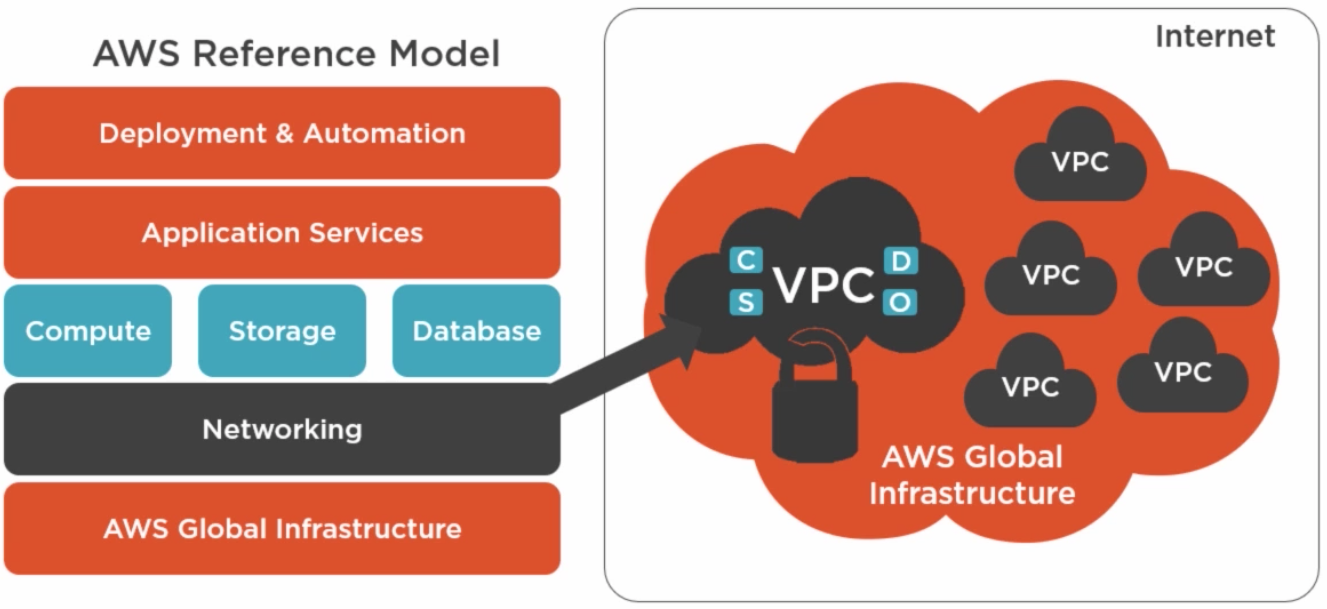 AWS Reference Model
Deployment & Automation
Application Services
Compute
Storage
Database
Networking
AWS Global Infrastructure
Internet
VPC
C
D
S
O
VPC
VPC
VPC
VPC
VPC
AWS Global
Infrastructure